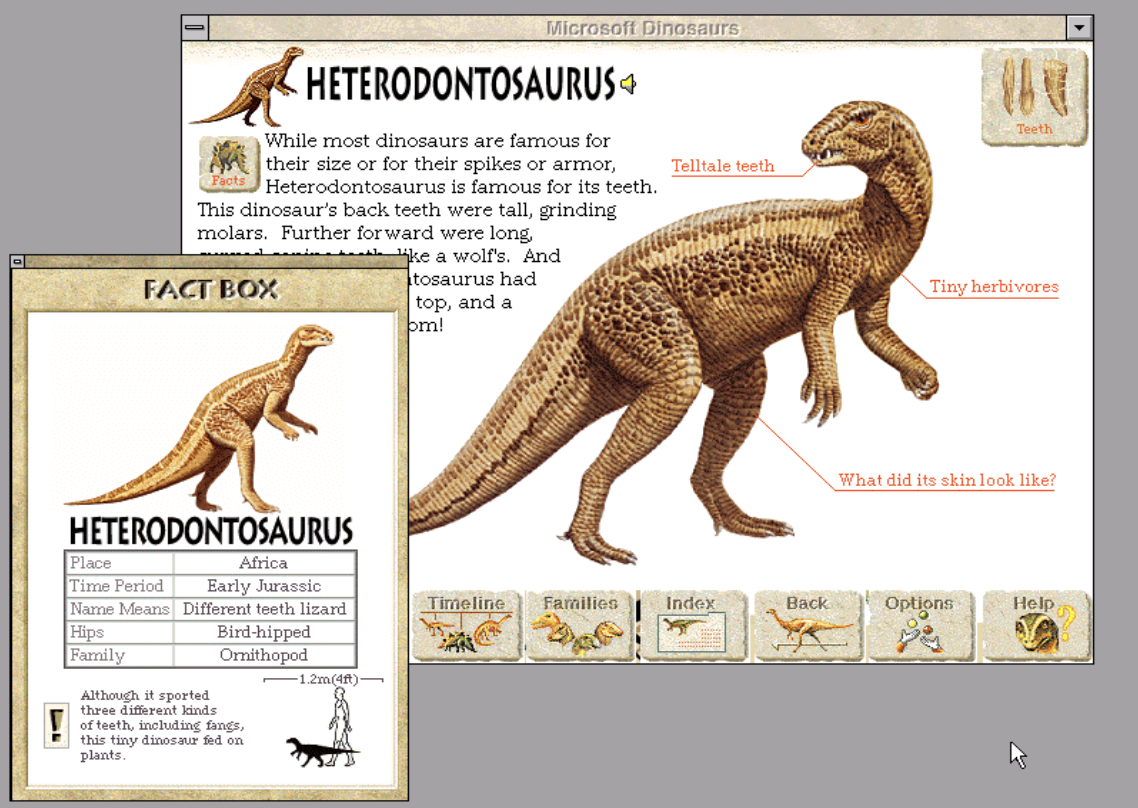 Microsoft Dinosaurs
HETERODONTOSAURUS
Teeth
Facts
While most dinosaurs are famous for
their size or for their spikes or armor,
Heterodontosaurus is famous for its teeth.
This dinosaur's back teeth were tall, grinding
molars. Further forward were long,
like a wolf's. And
ntosaurus had
top, and a
om!
Telltale teeth
Tiny herbivores
What did its skin look like?
Timeline
Families
Index
Back
Options
Help
?
FACT BOX
HETERODONTOSAURUS
Place Africa
Time Period Early Jurassic
Name Means Different teeth lizard
Hips Bird-hipped
Family Ornithopod
!
Although it sported
three different kinds
of teeth, including fangs,
this tiny dinosaur fed on
plants.
1.2m(4ft)